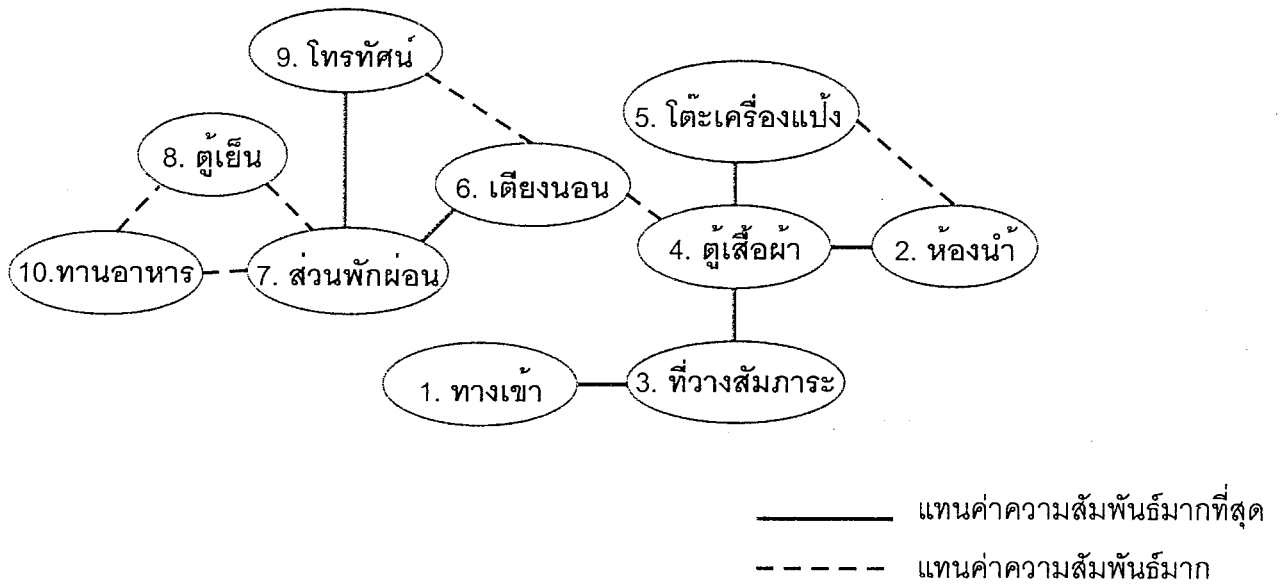 9. โทรทัศน์
5. โต๊ะเครื่องแป้ง
8. ตู้เย็น
6. เตียงนอน
4. ตู้เสื้อผ้า
2. ห้องน้ำ
10.ทานอาหาร
7. ส่วนพักผ่อน
1. ทางเข้า
3. ที่วางสัมภาระ
แทนค่าความสัมพันธ์มากที่สุด
แทนค่าความสัมพันธ์มาก